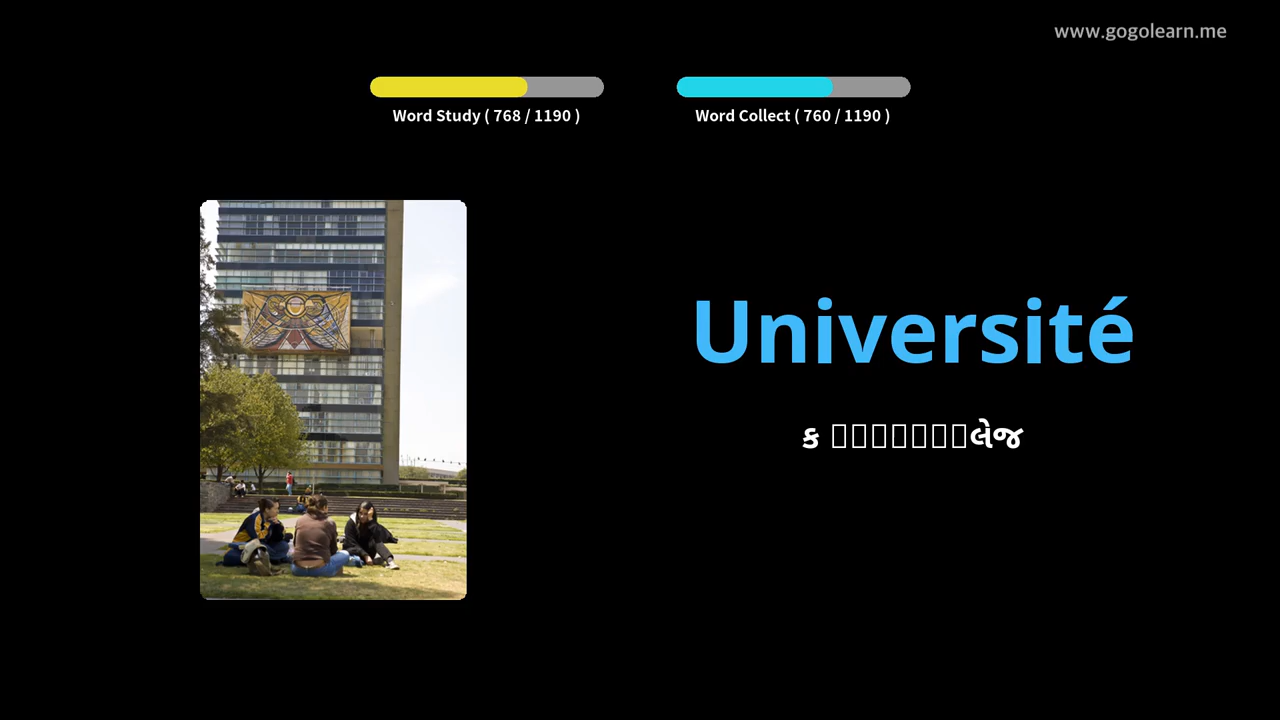 www.gogolearn.me
Word Study ( 768 / 1190 )
Word Collect ( 760 / 1190 )
Université
ક લેજ